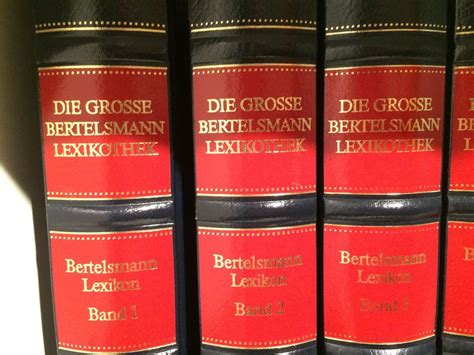 DIE GROSSE
BERTELSMANN
LEXIKOTHEK
Bertelsmann
Lexikon
Band 1
DIE GROSSE
BERTELSMANN
LEXIKOTHEK
Bertelsmann
Lexikon
Band 2
DIE GROSSE
BERTELSMANN
LEXIKOTHEK
Bertelsmann
Lexikon
Band 3